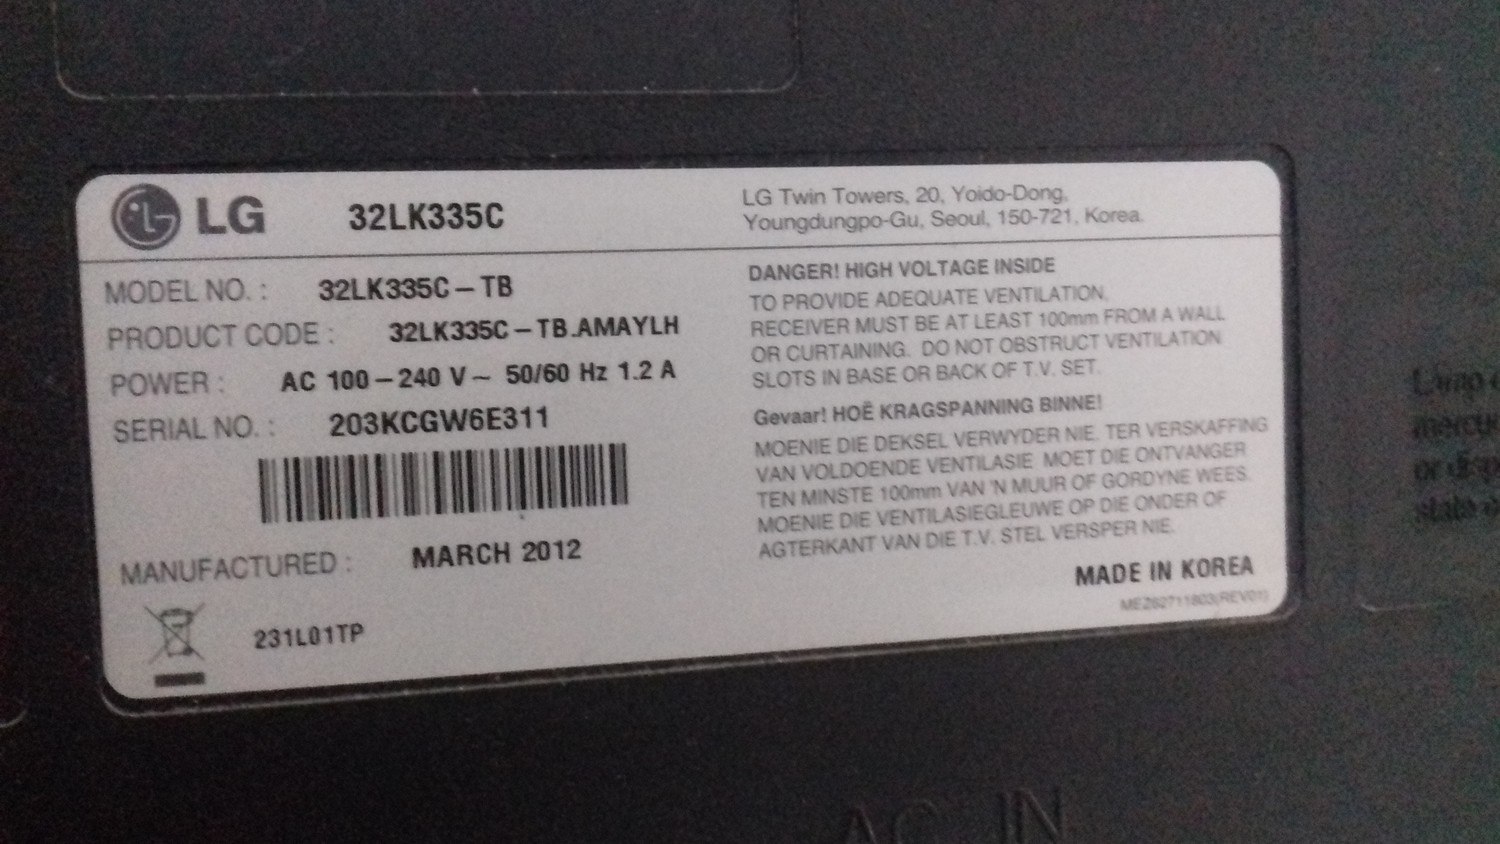 LG 32LK335C
LG Twin Towers, 20, Yoido-Dong,
Youngdungpo-Gu, Seoul, 150-721, Korea.
MODEL NO. : 32LK335C – TB
PRODUCT CODE : 32LK335C – TB.AMAYLH
POWER : AC 100 – 240 V ~ 50/60 Hz 1.2 A
SERIAL NO. : 203KCGW6E311
MANUFACTURED : MARCH 2012
231L01TP
DANGER! HIGH VOLTAGE INSIDE
TO PROVIDE ADEQUATE VENTILATION,
RECEIVER MUST BE AT LEAST 100mm FROM A WALL
OR CURTAINING. DO NOT OBSTRUCT VENTILATION
SLOTS IN BASE OR BACK OF T.V. SET.
Gevaar! HOË KRAGSPANNING BINNE!
MOENIE DIE DEKSEL VERWYDER NIE. TER VERSKAFFING
VAN VOLDOENDE VENTILASIE MOET DIE ONTVANGER
TEN MINSTE 100mm VAN 'N MUUR OF GORDYNE WEES.
MOENIE DIE VENTILASIEGLEUWE OP DIE ONDER OF
AGTERKANT VAN DIE T.V. STEL VERSPER NIE.
MADE IN KOREA
MEZ62711803(REV01)
Lamp
or
state
AC IN